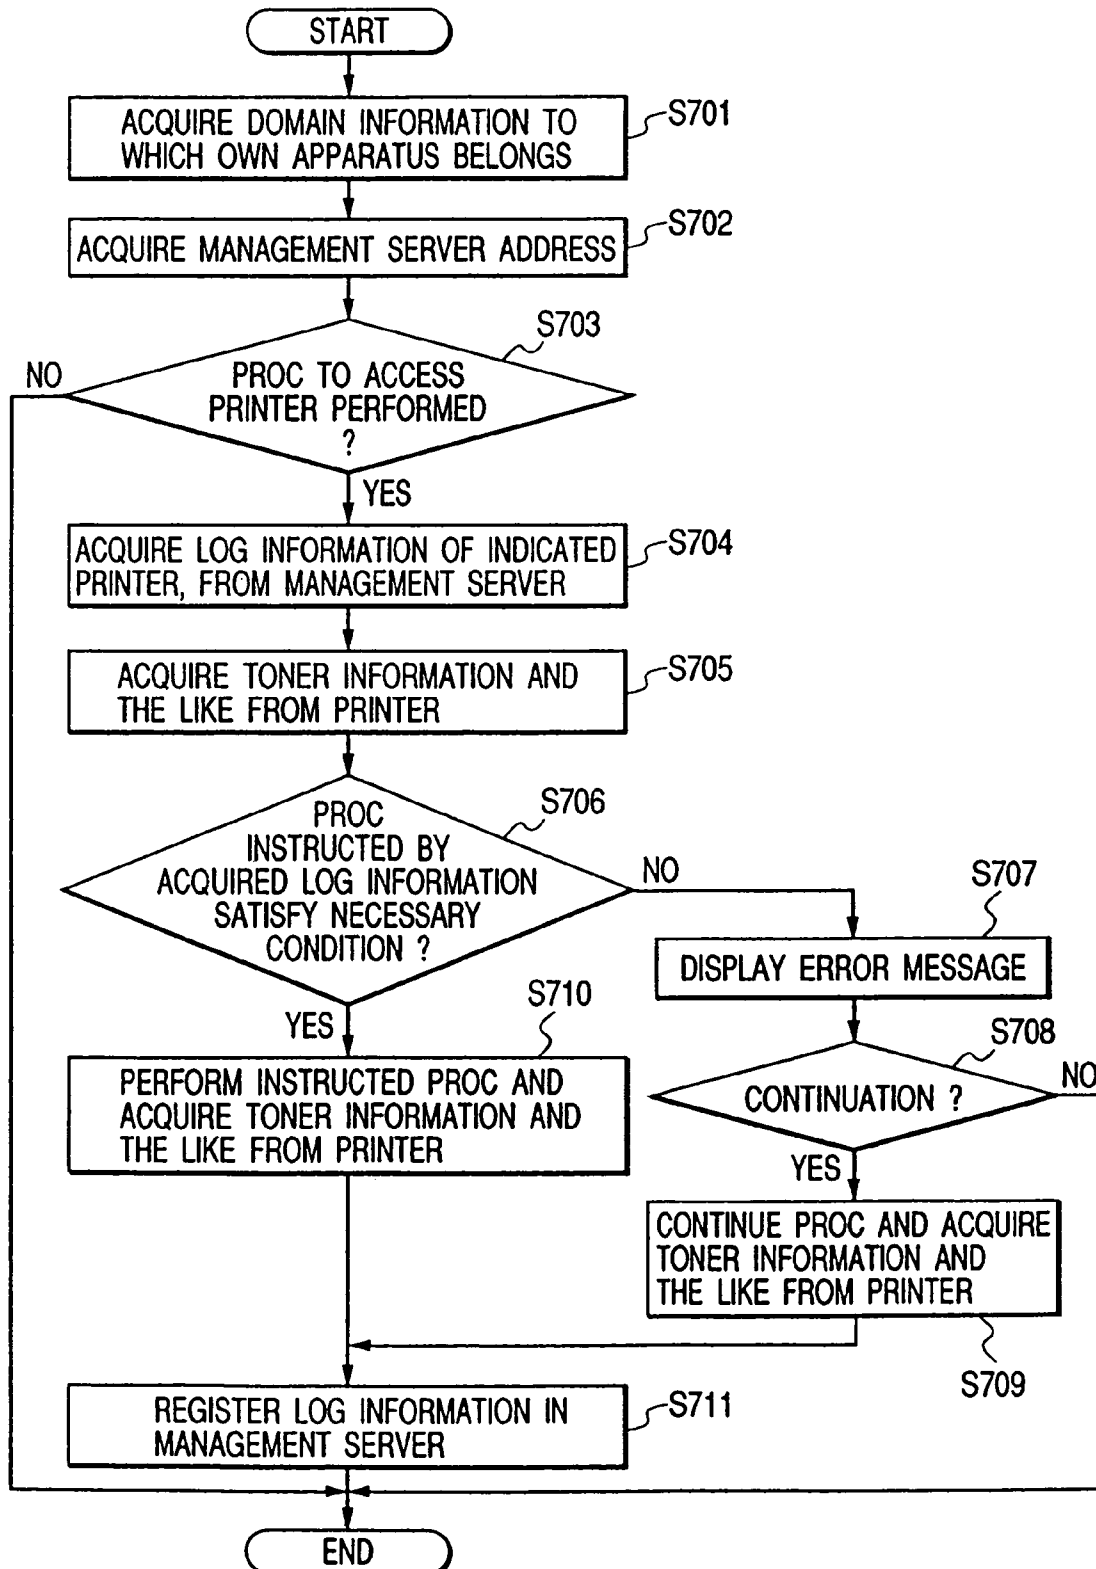 START
ACQUIRE DOMAIN INFORMATION TO
WHICH OWN APPARATUS BELONGS
S701
ACQUIRE MANAGEMENT SERVER ADDRESS
S702
S703
NO
PROC TO ACCESS
PRINTER PERFORMED
?
YES
ACQUIRE LOG INFORMATION OF INDICATED
PRINTER, FROM MANAGEMENT SERVER
S704
ACQUIRE TONER INFORMATION AND
THE LIKE FROM PRINTER
S705
S706
PROC
INSTRUCTED BY
ACQUIRED LOG INFORMATION
SATISFY NECESSARY
CONDITION ?
NO
S707
DISPLAY ERROR MESSAGE
YES
S710
PERFORM INSTRUCTED PROC AND
ACQUIRE TONER INFORMATION AND
THE LIKE FROM PRINTER
S708
CONTINUATION ?
NO
YES
CONTINUE PROC AND ACQUIRE
TONER INFORMATION AND
THE LIKE FROM PRINTER
S709
REGISTER LOG INFORMATION IN
MANAGEMENT SERVER
S711
END